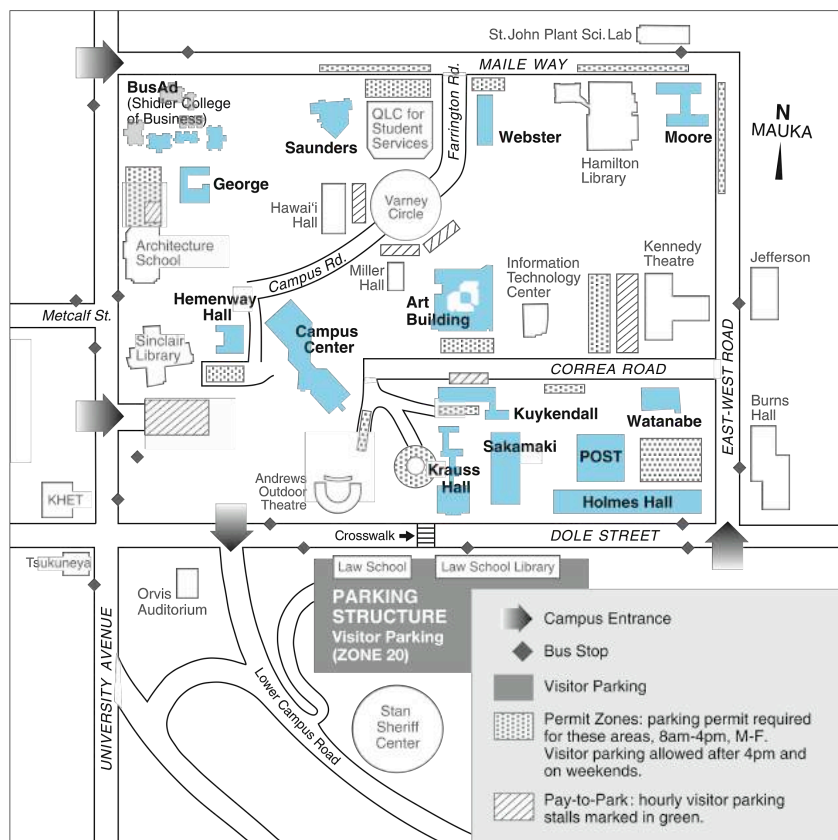 St.John Plant Sci.Lab
MAILE WAY
BusAd
(Shidler College
of Business)
Saunders
QLC for
Student
Services
Farrington Rd.
Webster
Hamilton
Library
Moore
N
MAUKA
George
Hawai‘i
Hall
Varney
Circle
Architecture
School
Campus Rd.
Miller
Hall
Information
Technology
Center
Kennedy
Theatre
Jefferson
Metcalf St.
Hemenway
Hall
Art
Building
Sinclair
Library
Campus
Center
CORREA ROAD
EAST-WEST ROAD
Kuykendall
Watanabe
Burns
Hall
Sakamaki
POST
Krauss
Hall
Andrews
Outdoor
Theatre
KHET
Holmes Hall
Crosswalk
DOLE STREET
Tsukuneya
Law School
Law School Library
Orvis
Auditorium
PARKING
STRUCTURE
Visitor Parking
(ZONE 20)
UNIVERSITY AVENUE
Lower Campus Road
Stan
Sheriff
Center
Campus Entrance
Bus Stop
Visitor Parking
Permit Zones: parking permit required
for these areas, 8am-4pm, M-F.
Visitor parking allowed after 4pm and
on weekends.
Pay-to-Park: hourly visitor parking
stalls marked in green.